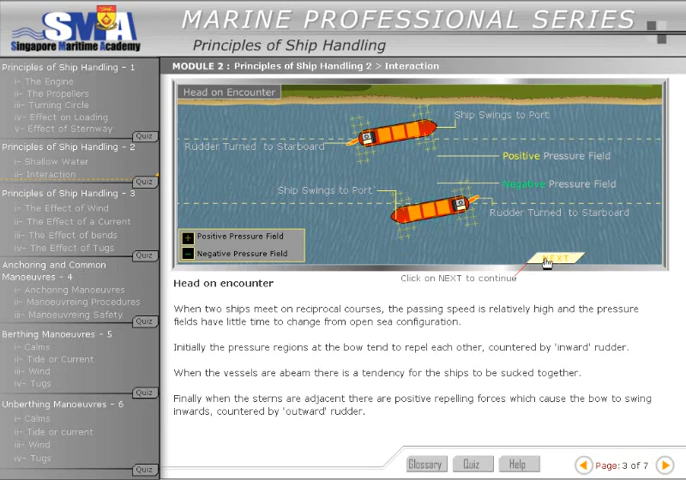 SMA
Singapore Maritime Academy
MARINE PROFESSIONAL SERIES
Principles of Ship Handling
MODULE 2 : Principles of Ship Handling 2 > Interaction
Principles of Ship Handling - 1
i- The Engine
ii- The Propellers
iii- Turning Circle
iv- Effect on Loading
v- Effect of Sternway
Quiz
Principles of Ship Handling - 2
i- Shallow Water
ii- Interaction
Quiz
Principles of Ship Handling - 3
i- The Effect of Wind
ii- The Effect of a Current
iii- The Effect of bends
iv- The Effect of Tugs
Quiz
Anchoring and Common
Manoeuvres - 4
i- Anchoring Manoeuvres
ii- Manoeuvreing Procedures
iii- Manoeuvreing Safety
Quiz
Berthing Manoeuvres - 5
i- Calms
ii- Tide or Current
iii- Wind
iv- Tugs
Quiz
Unberthing Manoeuvres - 6
i- Calms
ii- Tide or current
iii- Wind
iv- Tugs
Quiz
Head on Encounter
Ship Swings to Port
Rudder Turned to Starboard
Positive Pressure Field
Negative Pressure Field
Ship Swings to Port
Rudder Turned to Starboard
+ Positive Pressure Field
- Negative Pressure Field
NEXT
Click on NEXT to continue
Head on encounter
When two ships meet on reciprocal courses, the passing speed is relatively high and the pressure
fields have little time to change from open sea configuration.
Initially the pressure regions at the bow tend to repel each other, countered by 'inward' rudder.
When the vessels are abeam there is a tendency for the ships to be sucked together.
Finally when the sterns are adjacent there are positive repelling forces which cause the bow to swing
inwards, countered by 'outward' rudder.
Glossary
Quiz
Help
Page: 3 of 7